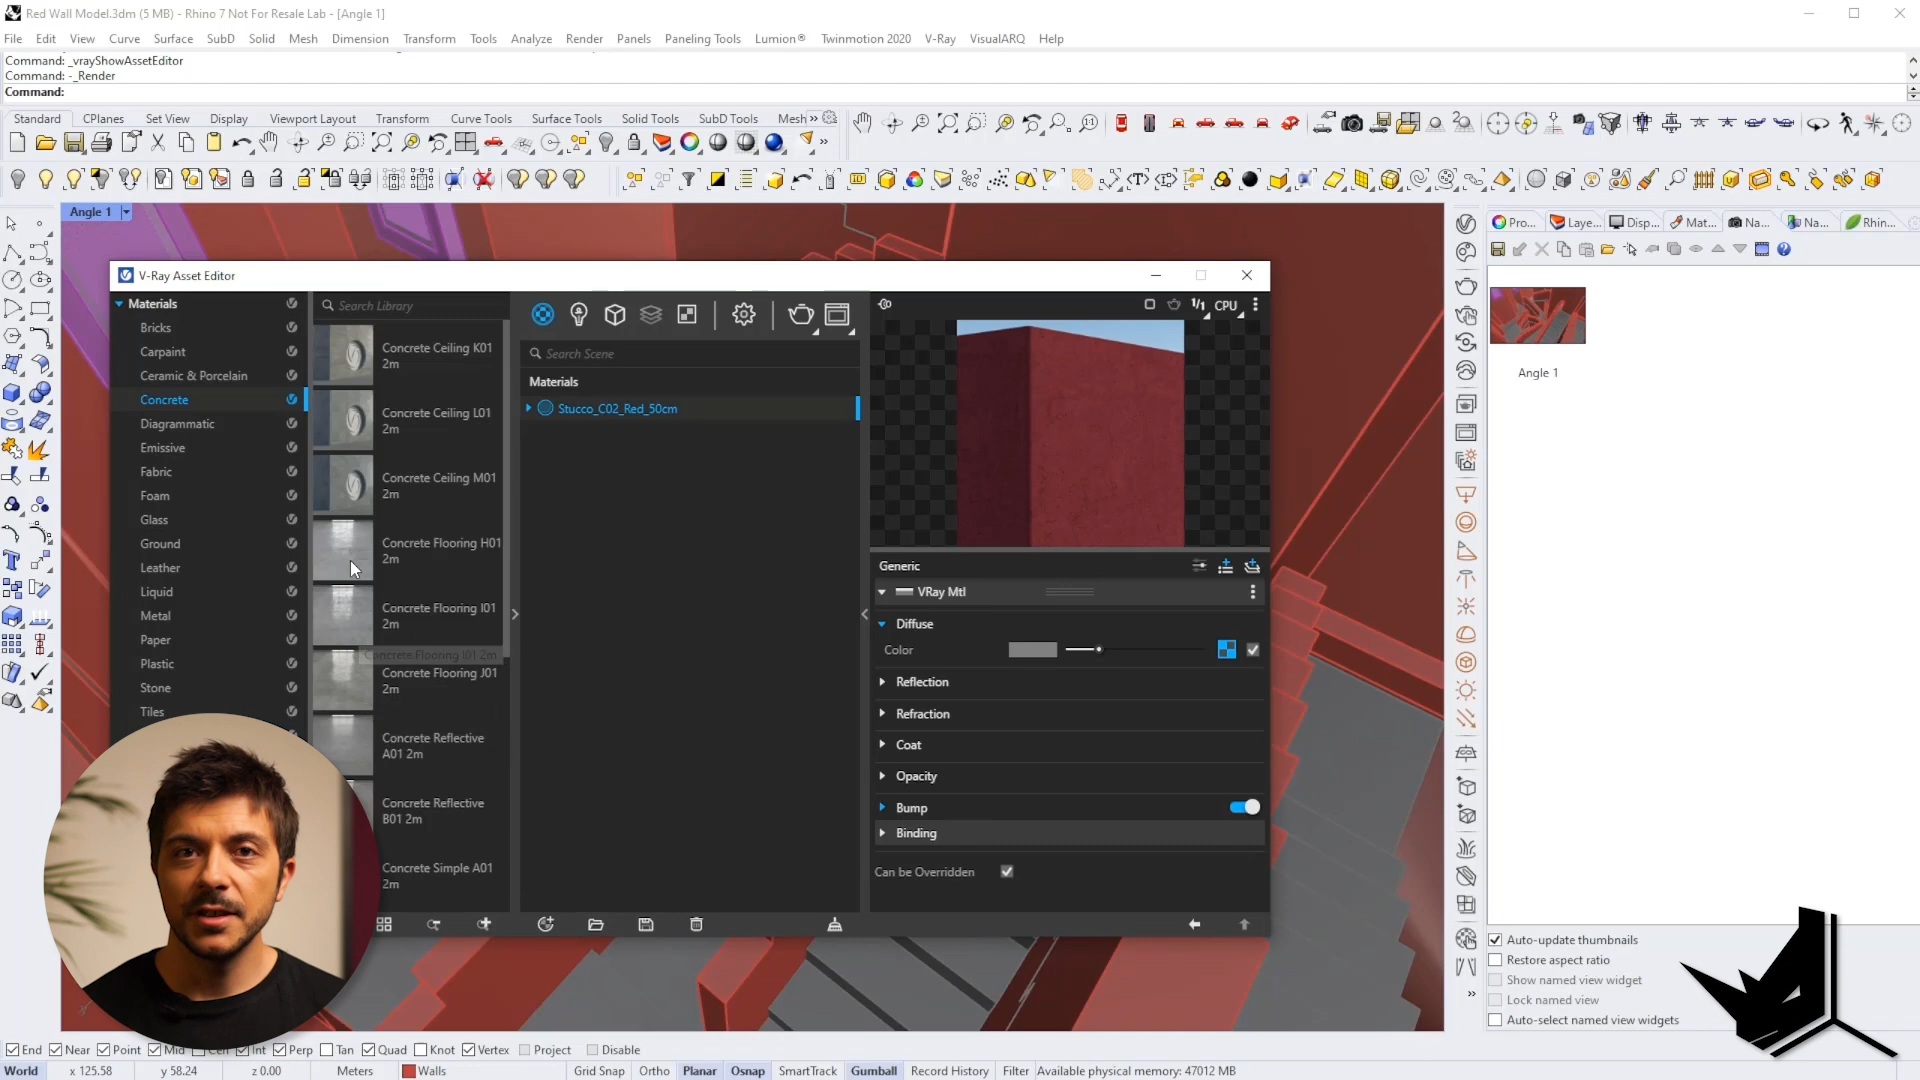 Red Wall Model.3dm (5 MB) - Rhino 7 Not For Resale Lab - [Angle 1]
File Edit View Curve Surface SubD Solid Mesh Dimension Transform Tools Analyze Render Panels Paneling Tools Lumion® Twinmotion 2020 V-Ray VisualARQ Help
Command: _vrayShowAssetEditor
Command: -_Render
Command:
Standard CPlanes Set View Display Viewport Layout Transform Curve Tools Surface Tools Solid Tools SubD Tools Mesh
Angle 1
Pro... Laye... Disp... Mat... Na... Na... Rhin...
V-Ray Asset Editor
Materials
Bricks
Carpaint
Ceramic & Porcelain
Concrete
Diagrammatic
Emissive
Fabric
Foam
Glass
Ground
Leather
Liquid
Metal
Paper
Plastic
Stone
Tiles
Search Library
Concrete Ceiling K01
2m
Concrete Ceiling L01
2m
Concrete Ceiling M01
2m
Concrete Flooring H01
2m
Concrete Flooring I01
2m
Concrete Flooring I01 2m
Concrete Flooring J01
2m
Concrete Reflective
A01 2m
Concrete Reflective
B01 2m
Concrete Simple A01
2m
Search Scene
Materials
Stucco_C02_Red_50cm
1/1 CPU
Generic
VRay Mtl
Diffuse
Color
Reflection
Refraction
Coat
Opacity
Bump
Binding
Can be Overridden
Angle 1
Auto-update thumbnails
Restore aspect ratio
Show named view widget
Lock named view
Auto-select named view widgets
End Near Point Mid Cen Int Perp Tan Quad Knot Vertex Project Disable
World x 125.58 y 58.24 z 0.00 Meters Walls Grid Snap Ortho Planar Osnap SmartTrack Gumball Record History Filter Available physical memory: 47012 MB